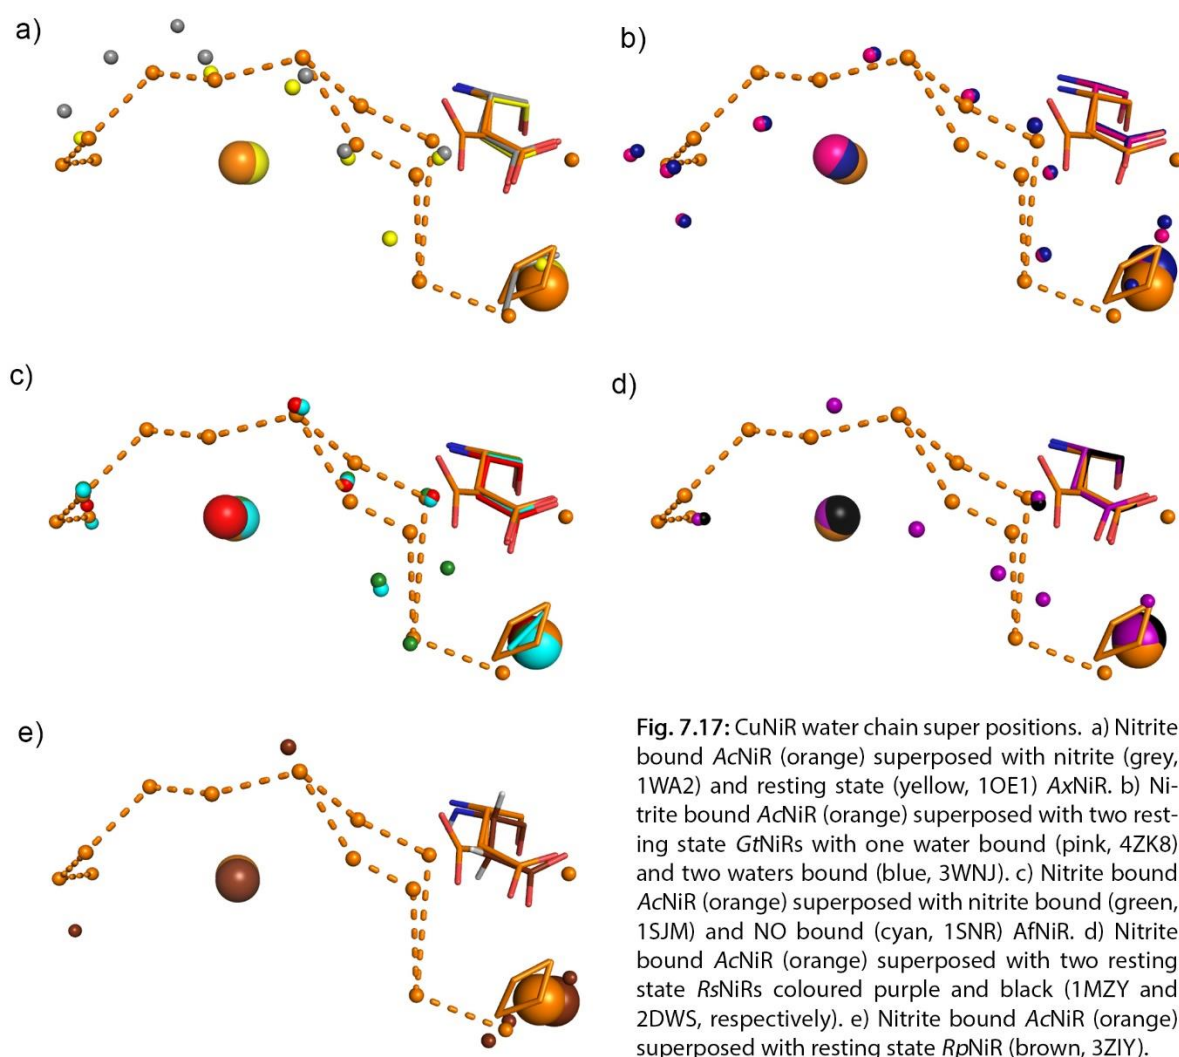 a)
b)
c)
d)
e)
Fig. 7.17: CuNiR water chain super positions. a) Nitrite
bound AcNiR (orange) superposed with nitrite (grey,
1WA2) and resting state (yellow, 1OE1) AxNiR. b) Ni-
trite bound AcNiR (orange) superposed with two rest-
ing state GtNiRs with one water bound (pink, 4ZK8)
and two waters bound (blue, 3WNJ). c) Nitrite bound
AcNiR (orange) superposed with nitrite bound (green,
1SJM) and NO bound (cyan, 1SNR) AfNiR. d) Nitrite
bound AcNiR (orange) superposed with two resting
state RsNiRs coloured purple and black (1MZY and
2DWS, respectively). e) Nitrite bound AcNiR (orange)
superposed with resting state RpNiR (brown, 3ZIY).